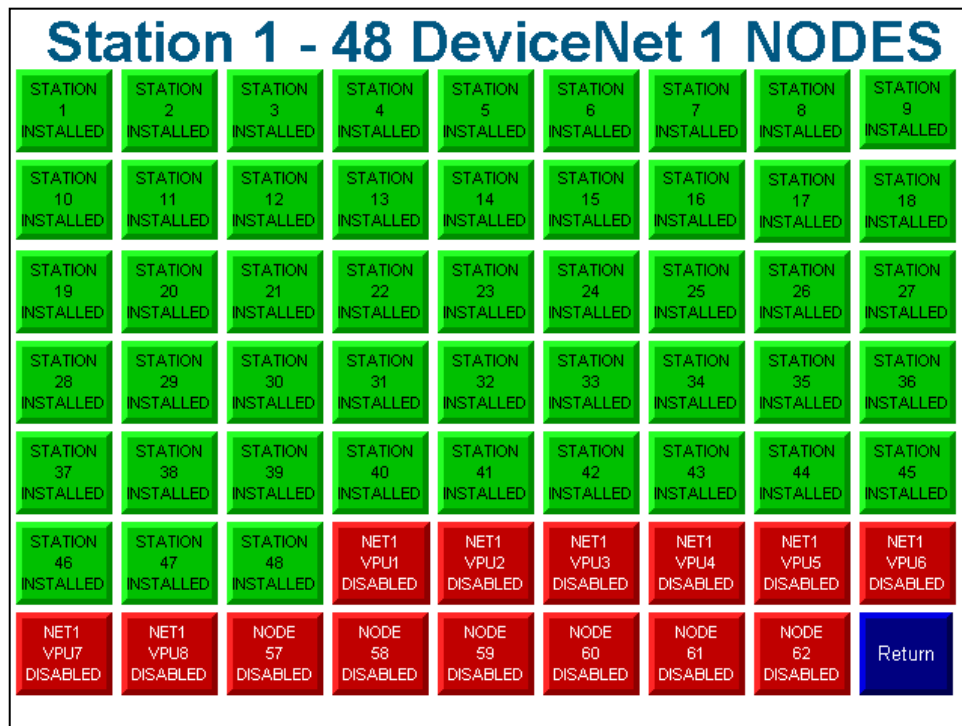 Station 1 - 48 DeviceNet 1 NODES
STATION
1
INSTALLED
STATION
2
INSTALLED
STATION
3
INSTALLED
STATION
4
INSTALLED
STATION
5
INSTALLED
STATION
6
INSTALLED
STATION
7
INSTALLED
STATION
8
INSTALLED
STATION
9
INSTALLED
STATION
10
INSTALLED
STATION
11
INSTALLED
STATION
12
INSTALLED
STATION
13
INSTALLED
STATION
14
INSTALLED
STATION
15
INSTALLED
STATION
16
INSTALLED
STATION
17
INSTALLED
STATION
18
INSTALLED
STATION
19
INSTALLED
STATION
20
INSTALLED
STATION
21
INSTALLED
STATION
22
INSTALLED
STATION
23
INSTALLED
STATION
24
INSTALLED
STATION
25
INSTALLED
STATION
26
INSTALLED
STATION
27
INSTALLED
STATION
28
INSTALLED
STATION
29
INSTALLED
STATION
30
INSTALLED
STATION
31
INSTALLED
STATION
32
INSTALLED
STATION
33
INSTALLED
STATION
34
INSTALLED
STATION
35
INSTALLED
STATION
36
INSTALLED
STATION
37
INSTALLED
STATION
38
INSTALLED
STATION
39
INSTALLED
STATION
40
INSTALLED
STATION
41
INSTALLED
STATION
42
INSTALLED
STATION
43
INSTALLED
STATION
44
INSTALLED
STATION
45
INSTALLED
STATION
46
INSTALLED
STATION
47
INSTALLED
STATION
48
INSTALLED
NET1
VPU1
DISABLED
NET1
VPU2
DISABLED
NET1
VPU3
DISABLED
NET1
VPU4
DISABLED
NET1
VPU5
DISABLED
NET1
VPU6
DISABLED
NET1
VPU7
DISABLED
NET1
VPU8
DISABLED
NODE
57
DISABLED
NODE
58
DISABLED
NODE
59
DISABLED
NODE
60
DISABLED
NODE
61
DISABLED
NODE
62
DISABLED
Return